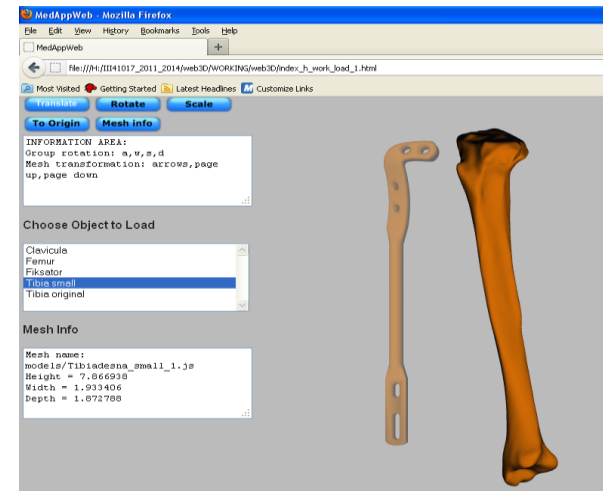 MedAppWeb - Mozilla Firefox
File Edit View History Bookmarks Tools Help
MedAppWeb +
file:///H:/III41017_2011_2014/web3D/WORKING/web3D/index_h_work_load_1.html
Most Visited Getting Started Latest Headlines Customize Links
Translate Rotate Scale
To Origin Mesh info
INFORMATION AREA:
Group rotation: a,w,s,d
Mesh transformation: arrows,page
up,page down
Choose Object to Load
Clavicula
Femur
Fiksator
Tibia small
Tibia original
Mesh Info
Mesh name:
models/Tibiadesna_small_1.js
Height = 7.866938
Width = 1.933406
Depth = 1.872788